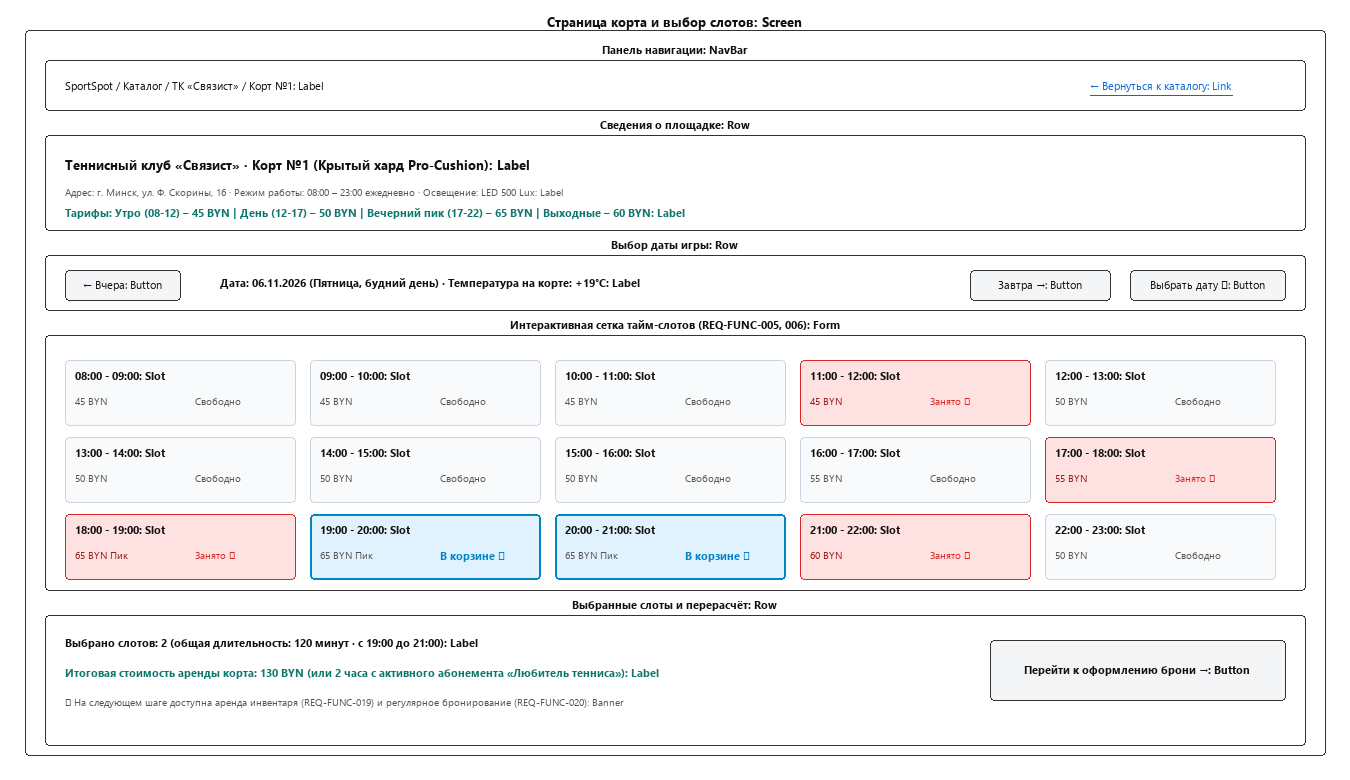 Страница корта и выбор слотов: Screen
Панель навигации: NavBar
SportSpot / Каталог / ТК «Связист» / Корт №1: Label
← Вернуться к каталогу: Link
Сведения о площадке: Row
Теннисный клуб «Связист» · Корт №1 (Крытый хард Pro-Cushion): Label
Адрес: г. Минск, ул. Ф. Скорины, 16 · Режим работы: 08:00 – 23:00 ежедневно · Освещение: LED 500 Lux: Label
Тарифы: Утро (08-12) – 45 BYN | День (12-17) – 50 BYN | Вечерний пик (17-22) – 65 BYN | Выходные – 60 BYN: Label
Выбор даты игры: Row
← Вчера: Button
Дата: 06.11.2026 (Пятница, будний день) · Температура на корте: +19°C: Label
Завтра →: Button
Выбрать дату : Button
Интерактивная сетка тайм-слотов (REQ-FUNC-005, 006): Form
08:00 - 09:00: Slot
45 BYN Свободно
09:00 - 10:00: Slot
45 BYN Свободно
10:00 - 11:00: Slot
45 BYN Свободно
11:00 - 12:00: Slot
45 BYN Занято
12:00 - 13:00: Slot
50 BYN Свободно
13:00 - 14:00: Slot
50 BYN Свободно
14:00 - 15:00: Slot
50 BYN Свободно
15:00 - 16:00: Slot
50 BYN Свободно
16:00 - 17:00: Slot
55 BYN Свободно
17:00 - 18:00: Slot
55 BYN Занято
18:00 - 19:00: Slot
65 BYN Пик Занято
19:00 - 20:00: Slot
65 BYN Пик В корзине
20:00 - 21:00: Slot
65 BYN Пик В корзине
21:00 - 22:00: Slot
60 BYN Занято
22:00 - 23:00: Slot
50 BYN Свободно
Выбранные слоты и перерасчёт: Row
Выбрано слотов: 2 (общая длительность: 120 минут · с 19:00 до 21:00): Label
Итоговая стоимость аренды корта: 130 BYN (или 2 часа с активного абонемента «Любитель тенниса»): Label
На следующем шаге доступна аренда инвентаря (REQ-FUNC-019) и регулярное бронирование (REQ-FUNC-020): Banner
Перейти к оформлению брони →: Button